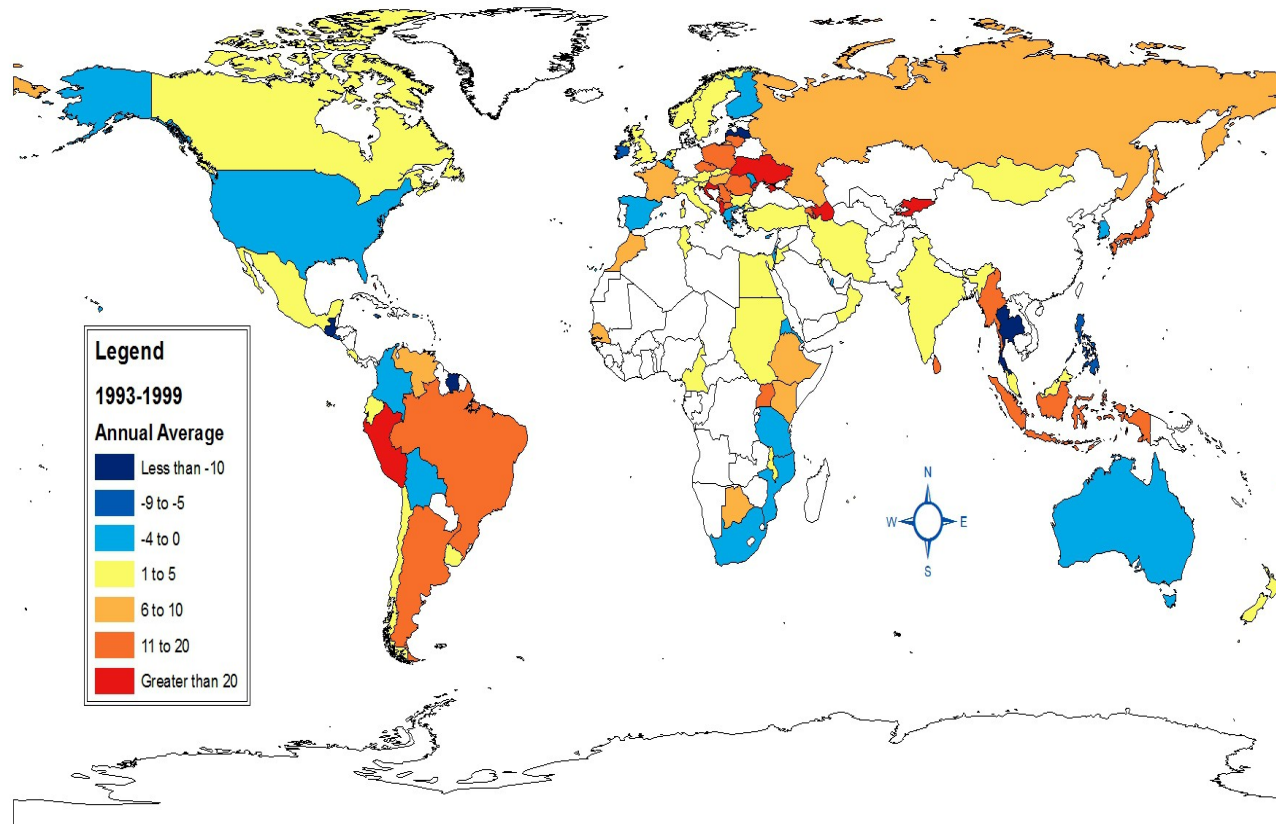 Legend
1993-1999
Annual Average
Less than -10
-9 to -5
-4 to 0
1 to 5
6 to 10
11 to 20
Greater than 20
N
W
E
S